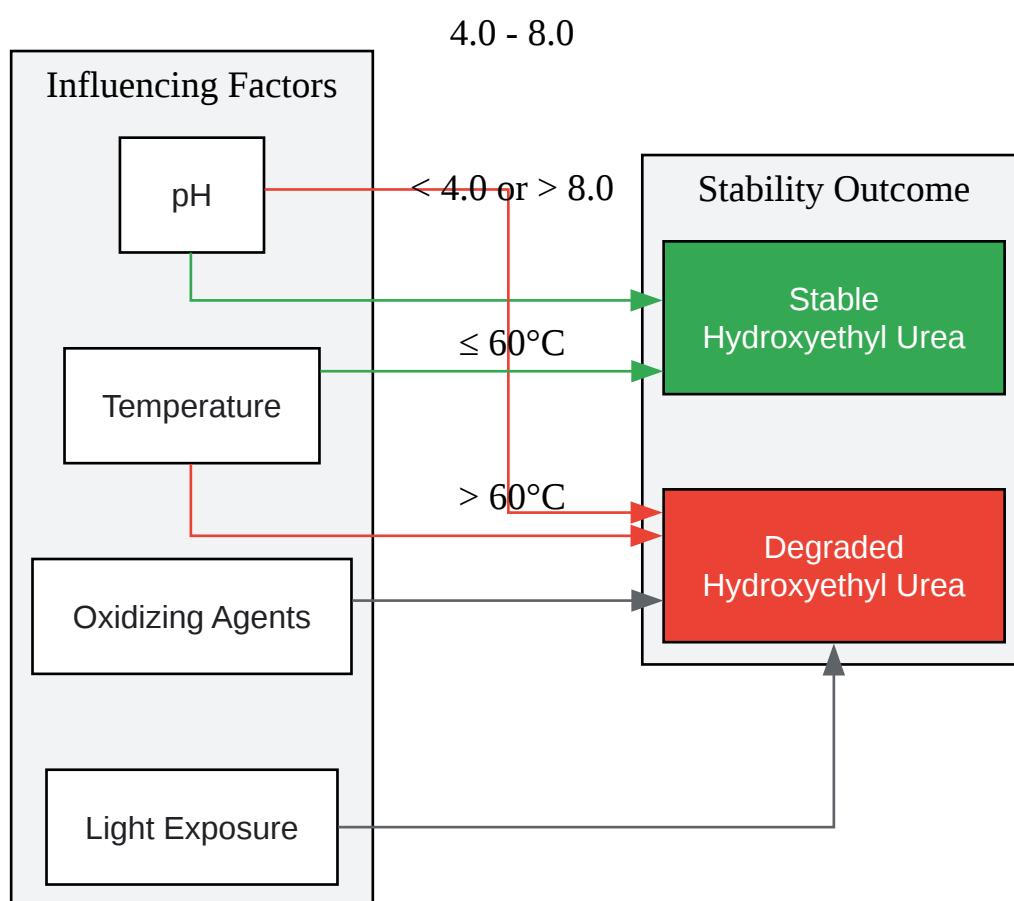 4.0 - 8.0
Influencing Factors
pH
< 4.0 or > 8.0
Stability Outcome
Stable
Hydroxyethyl Urea
≤ 60°C
Temperature
> 60°C
Degraded
Hydroxyethyl Urea
Oxidizing Agents
Light Exposure